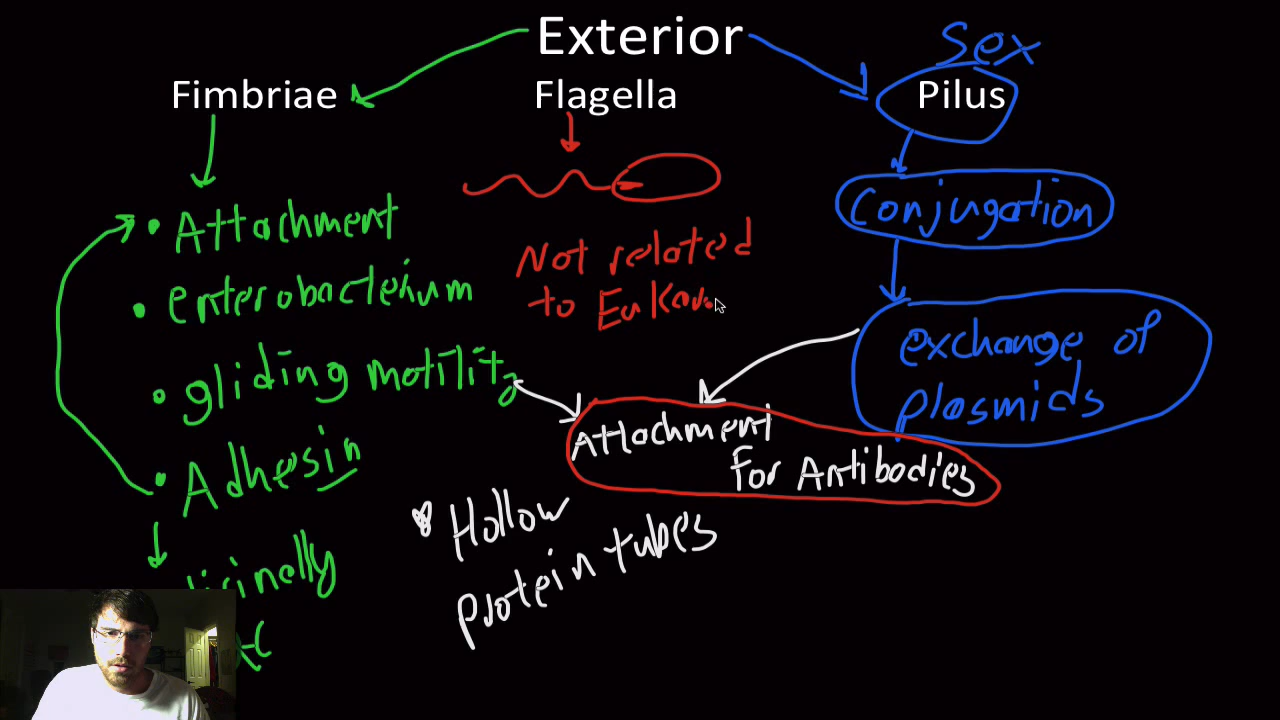 Exterior
Fimbriae
Flagella
Sex
Pilus
• Attachment
• enterobacterium
• gliding motility
• Adhesin
Not related
to Eukar
Conjugation
exchange of
plasmids
Attachment
for Antibodies
* Hollow
protein tubes